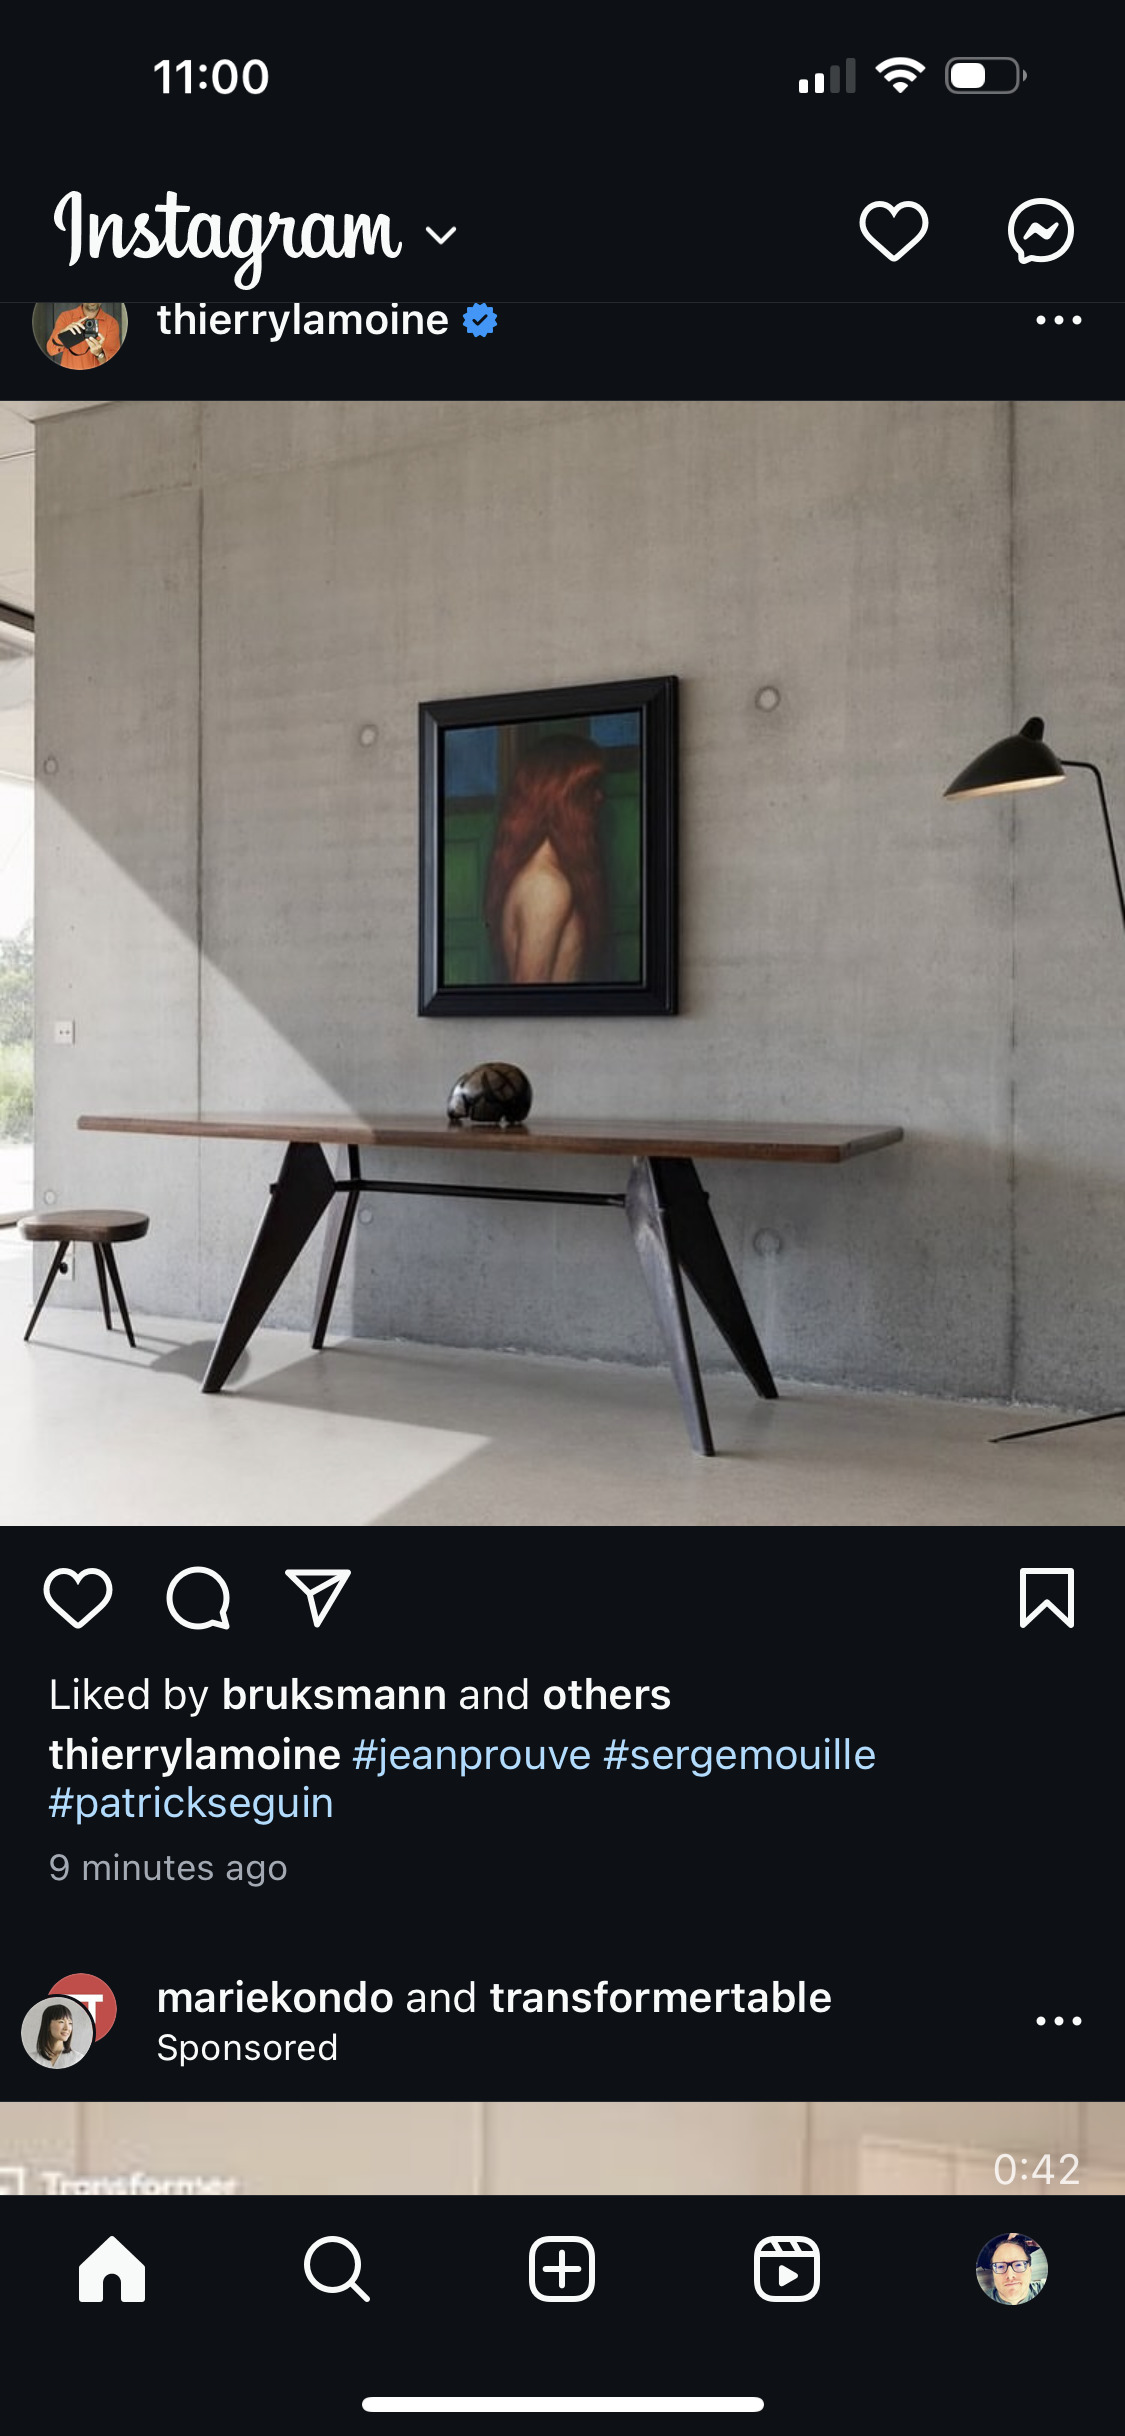 11:00
Instagram
thierrylamoine
Liked by bruksmann and others
thierrylamoine #jeanprouve #sergemouille
#patrickseguin
9 minutes ago
mariekondo and transformertable
Sponsored
Transformer
0:42